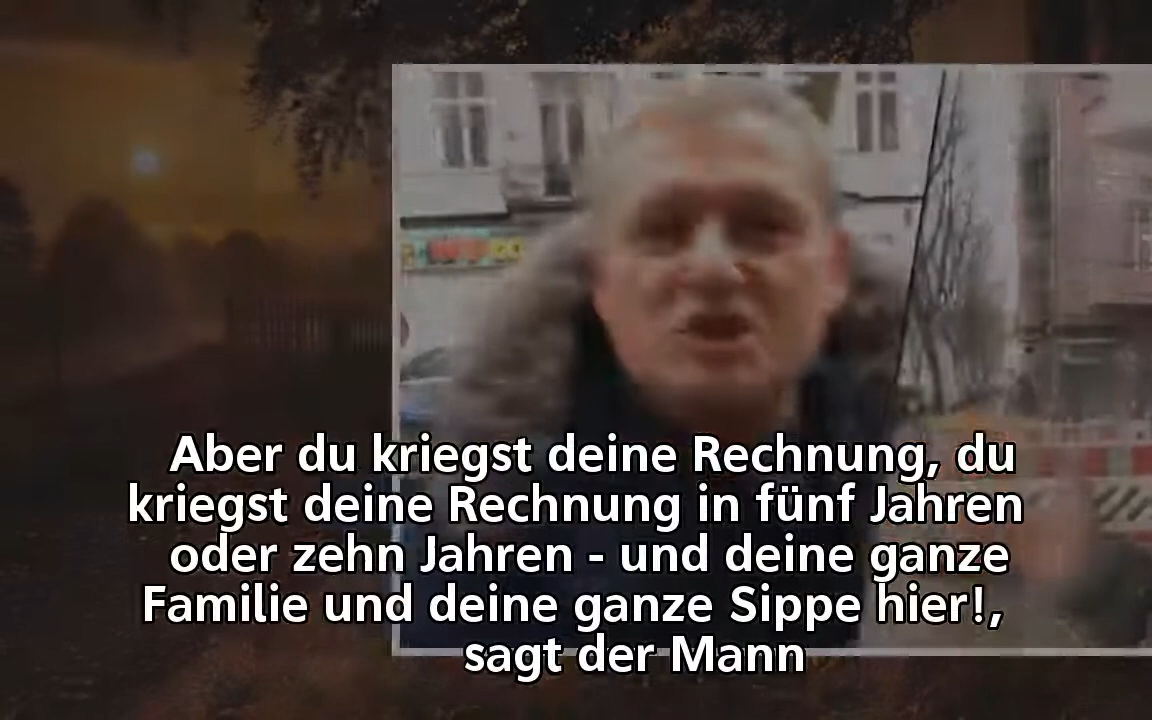 Aber du kriegst deine Rechnung, du
kriegst deine Rechnung in fünf Jahren
oder zehn Jahren - und deine ganze
Familie und deine ganze Sippe hier!,
sagt der Mann